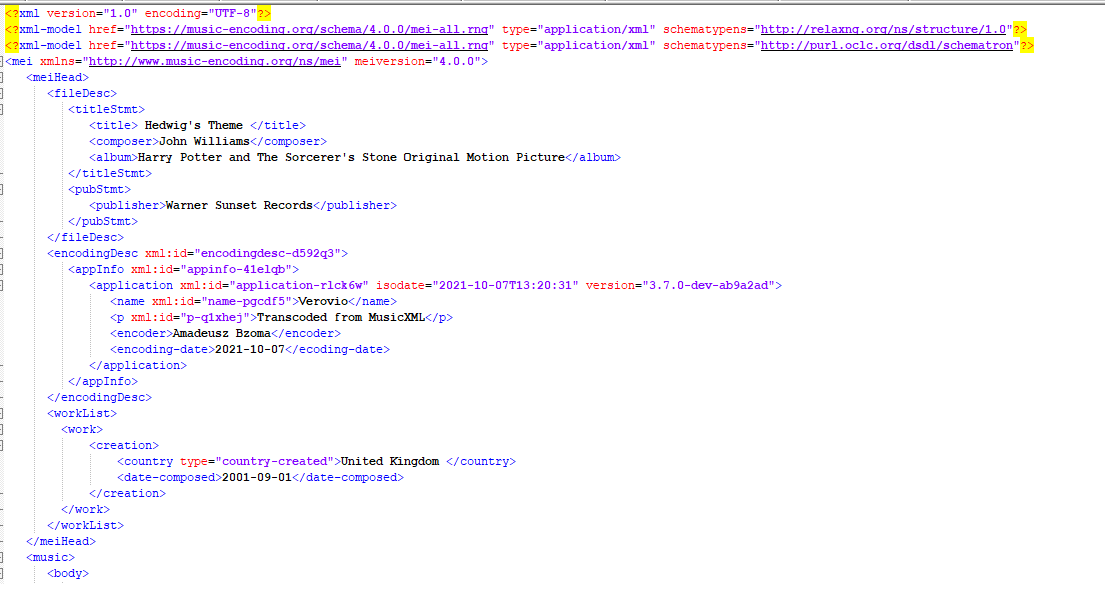 <?xml version="1.0" encoding="UTF-8"?>
<?xml-model href="https://music-encoding.org/schema/4.0.0/mei-all.rng" type="application/xml" schematypens="http://relaxng.org/ns/structure/1.0"?>
<?xml-model href="https://music-encoding.org/schema/4.0.0/mei-all.rng" type="application/xml" schematypens="http://purl.oclc.org/dsdl/schematron"?>
<mei xmlns="http://www.music-encoding.org/ns/mei" meiversion="4.0.0">
<meiHead>
<fileDesc>
<titleStmt>
<title> Hedwig's Theme </title>
<composer>John Williams</composer>
<album>Harry Potter and The Sorcerer's Stone Original Motion Picture</album>
</titleStmt>
<pubStmt>
<publisher>Warner Sunset Records</publisher>
</pubStmt>
</fileDesc>
<encodingDesc xml:id="encodingdesc-d592q3">
<appInfo xml:id="appinfo-41elqb">
<application xml:id="application-rlck6w" isodate="2021-10-07T13:20:31" version="3.7.0-dev-ab9a2ad">
<name xml:id="name-pgcdf5">Verovio</name>
<p xml:id="p-q1xhej">Transcoded from MusicXML</p>
<encoder>Amadeusz Bzoma</encoder>
<encoding-date>2021-10-07</ecoding-date>
</application>
</appInfo>
</encodingDesc>
<workList>
<work>
<creation>
<country type="country-created">United Kingdom </country>
<date-composed>2001-09-01</date-composed>
</creation>
</work>
</workList>
</meiHead>
<music>
<body>